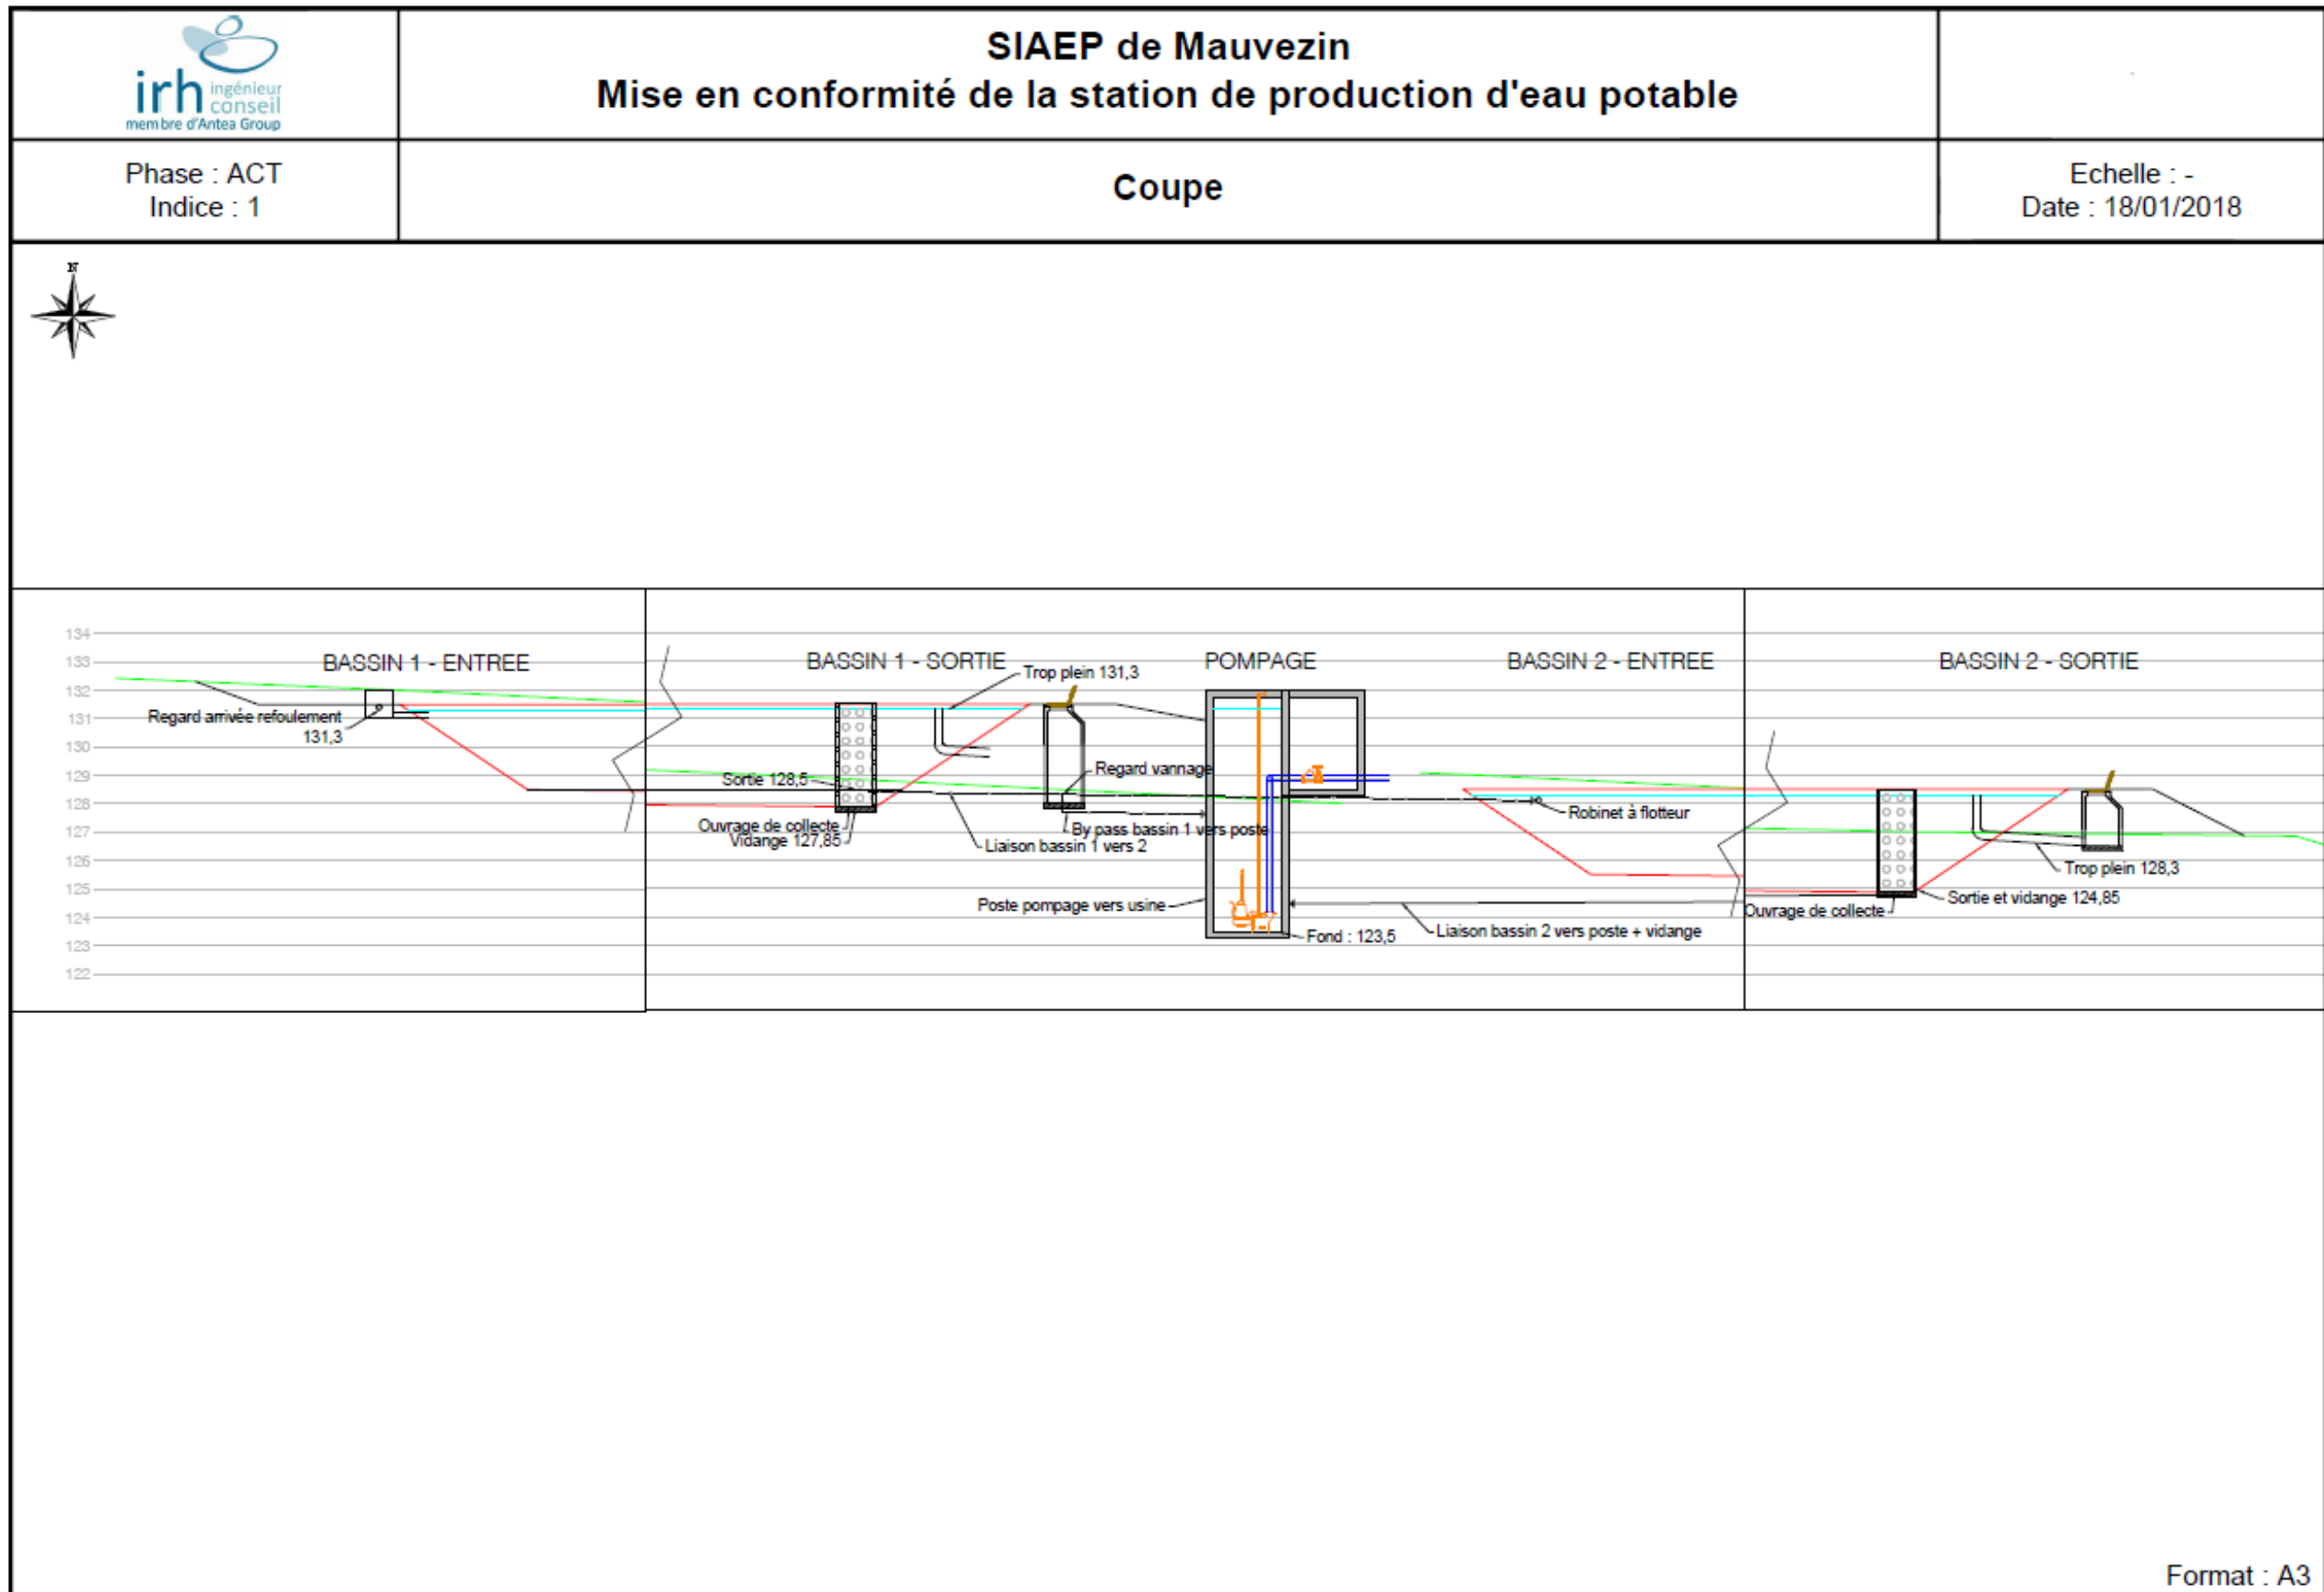 irh ingénieur
conseil
membre d'Antea Group
SIAEP de Mauvezin
Mise en conformité de la station de production d'eau potable
Phase : ACT
Indice : 1
Coupe
Echelle : -
Date : 18/01/2018
N
134
133
132
131
130
129
128
127
126
125
124
123
122
BASSIN 1 - ENTREE
Regard arrivée refoulement
131,3
BASSIN 1 - SORTIE
Trop plein 131,3
Sortie 128,5
Regard vannage
Ouvrage de collecte
Vidange 127,85
By pass bassin 1 vers poste
Liaison bassin 1 vers 2
POMPAGE
Poste pompage vers usine
Fond : 123,5
BASSIN 2 - ENTREE
Robinet à flotteur
Liaison bassin 2 vers poste + vidange
BASSIN 2 - SORTIE
Trop plein 128,3
Sortie et vidange 124,85
Ouvrage de collecte
Format : A3